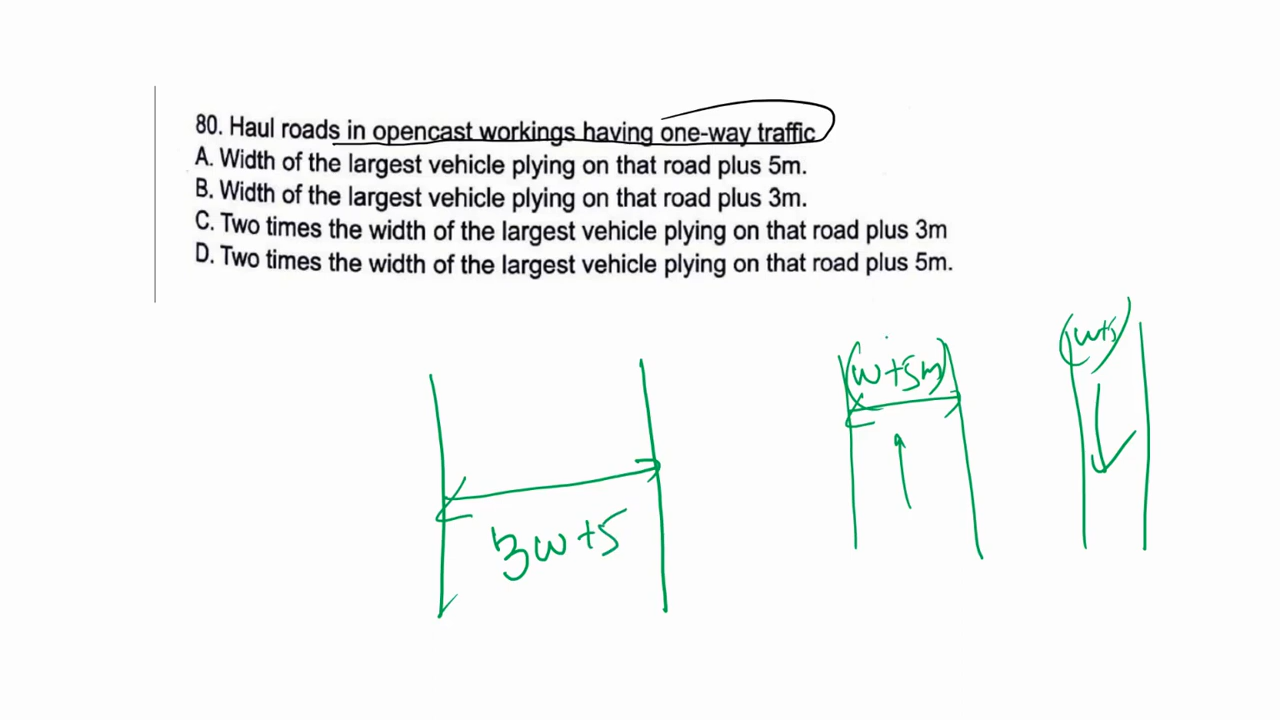 80. Haul roads in opencast workings having one-way traffic
A. Width of the largest vehicle plying on that road plus 5m.
B. Width of the largest vehicle plying on that road plus 3m.
C. Two times the width of the largest vehicle plying on that road plus 3m
D. Two times the width of the largest vehicle plying on that road plus 5m.
(w+5m)
(w+5)
3w+5